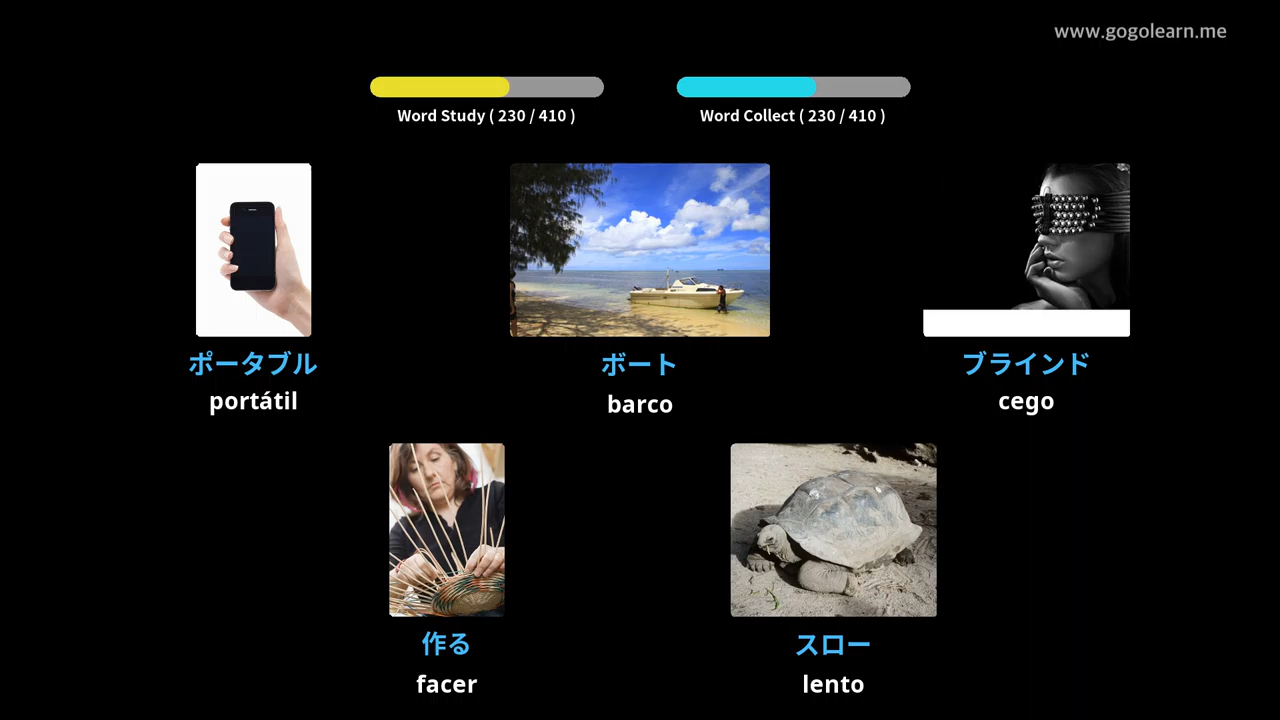 www.gogolearn.me
Word Study ( 230 / 410 )
Word Collect ( 230 / 410 )
ポータブル
portátil
ボート
barco
ブラインド
cego
作る
facer
スロー
lento